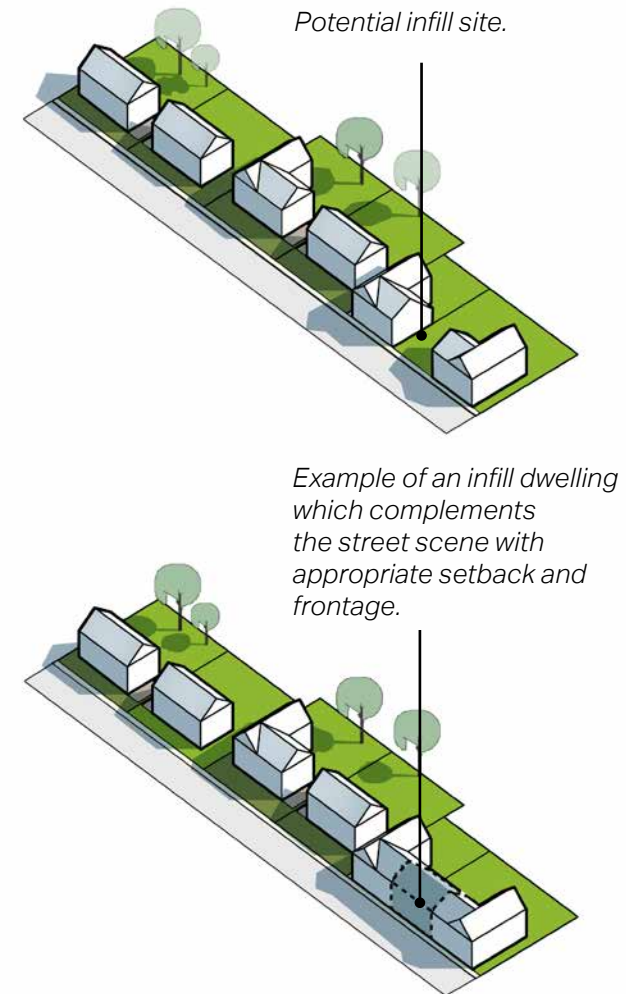 Potential infill site.
Example of an infill dwelling
which complements
the street scene with
appropriate setback and
frontage.